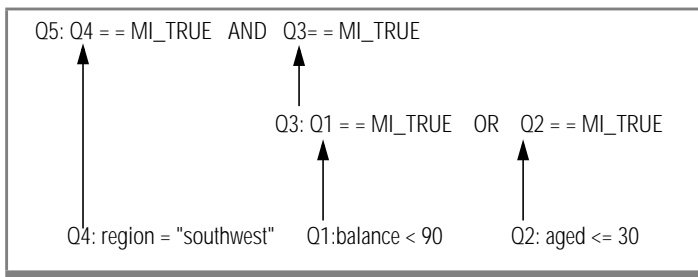 Q5: Q4 = = MI_TRUE AND Q3= = MI_TRUE
Q3: Q1 = = MI_TRUE OR Q2 = = MI_TRUE
Q4: region = "southwest" Q1:balance < 90 Q2: aged <= 30